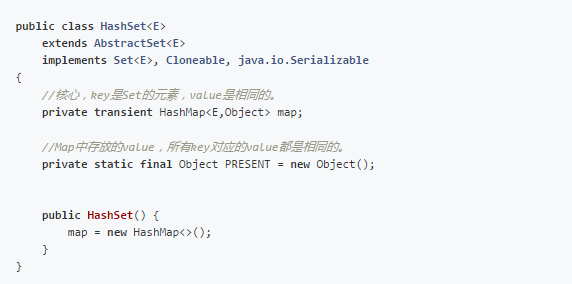 public class HashSet<E>
    extends AbstractSet<E>
    implements Set<E>, Cloneable, java.io.Serializable
{
    //核心，key是Set的元素，value是相同的。
    private transient HashMap<E,Object> map;
    //Map中存放的value，所有key对应的value都是相同的。
    private static final Object PRESENT = new Object();
    public HashSet() {
        map = new HashMap<>();
    }
}